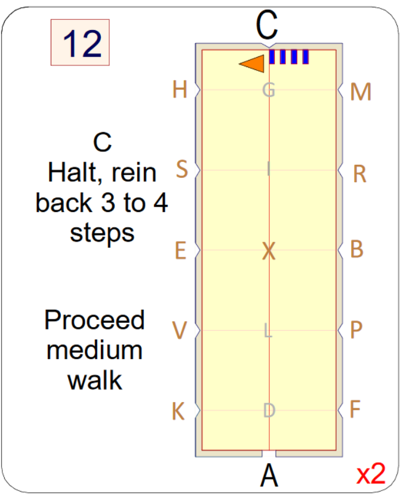 12
C
Halt, rein
back 3 to 4
steps
Proceed
medium
walk
C
H G M
S I R
E X B
V L P
K D F
A
x2